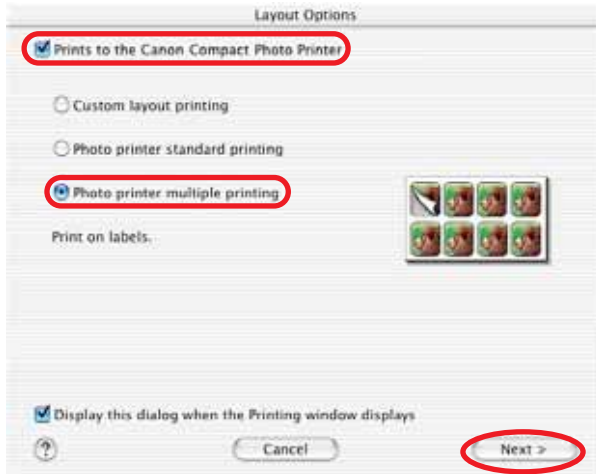 Layout Options
Prints to the Canon Compact Photo Printer
Custom layout printing
Photo printer standard printing
Photo printer multiple printing
Print on labels.
Display this dialog when the Printing window displays
? Cancel Next >